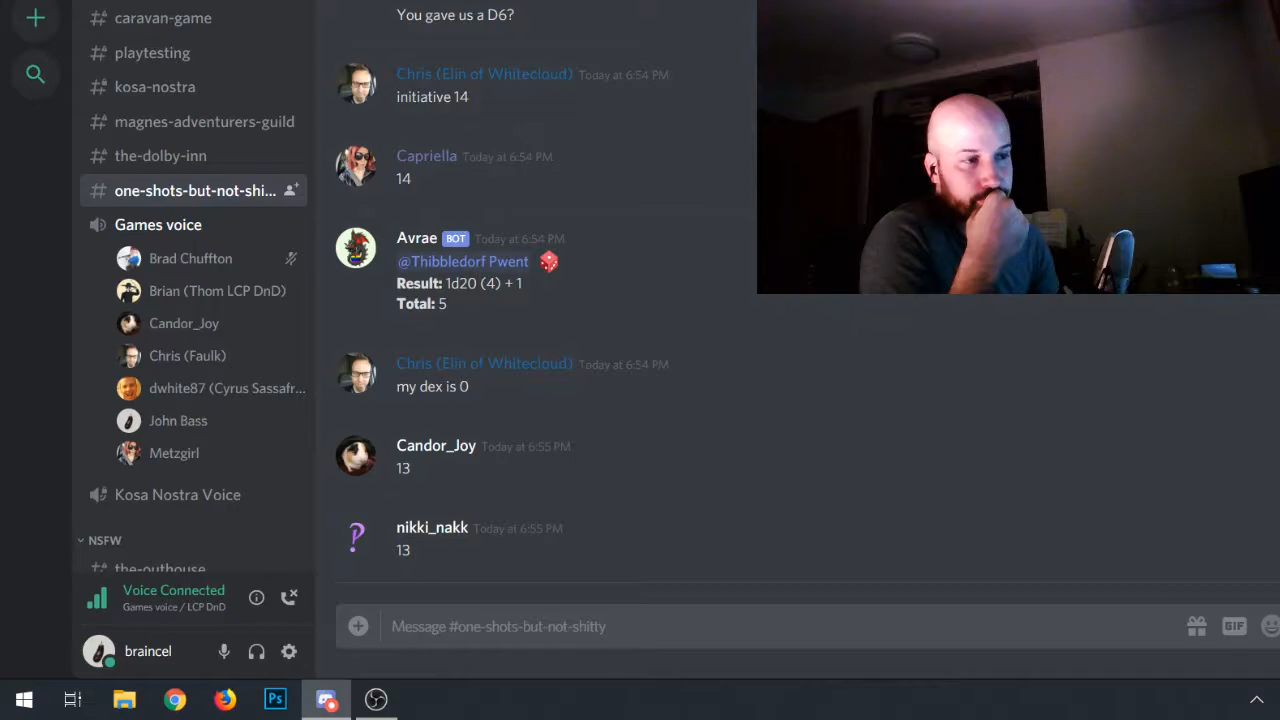 caravan-game
playtesting
kosa-nostra
magnes-adventurers-guild
the-dolby-inn
one-shots-but-not-shi...
Games voice
Brad Chuffton
Brian (Thom LCP DnD)
Candor_Joy
Chris (Faulk)
dwhite87 (Cyrus Sassafr...
John Bass
Metzgirl
Kosa Nostra Voice
NSFW
the-outhouse
Voice Connected
Games voice / LCP DnD
braincel
You gave us a D6?
Chris (Elin of Whitecloud) Today at 6:54 PM
initiative 14
Capriella Today at 6:54 PM
14
Avrae BOT Today at 6:54 PM
@Thibbledorf Pwent
Result: 1d20 (4) + 1
Total: 5
Chris (Elin of Whitecloud) Today at 6:54 PM
my dex is 0
Candor_Joy Today at 6:55 PM
13
nikki_nakk Today at 6:55 PM
13
Message #one-shots-but-not-shitty
GIF
Ps